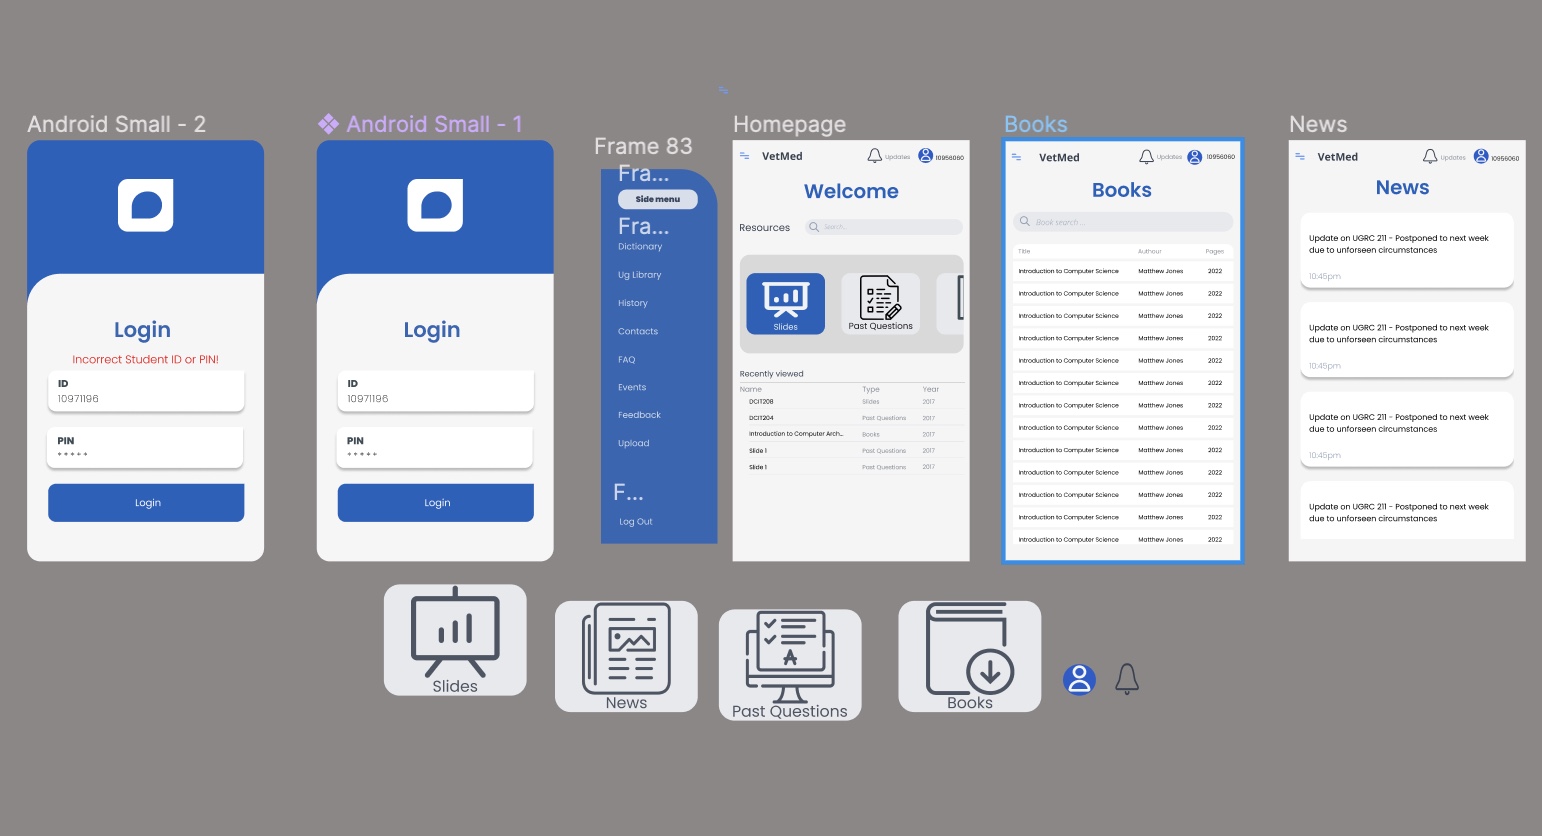 Android Small - 2
Incorrect Student ID or PIN!
Login
ID
10971196
PIN
*****
Login
Android Small - 1
Login
ID
10971196
PIN
*****
Login
Frame 83
Fra...
Side menu
Fra...
Dictionary
Ug Library
History
Contacts
FAQ
Events
Feedback
Upload
F...
Log Out
Homepage
VetMed
Updates
10956060
Welcome
Resources
Search...
Slides
Past Questions
Recently viewed
Name Type Year
DCIT208 Slides 2017
DCIT204 Past Questions 2017
Introduction to Computer Arch... Books 2017
Slide 1 Past Questions 2017
Slide 1 Past Questions 2017
Books
VetMed
Updates
10956060
Books
Book search ...
Title Authour Pages
Introduction to Computer Science Matthew Jones 2022
Introduction to Computer Science Matthew Jones 2022
Introduction to Computer Science Matthew Jones 2022
Introduction to Computer Science Matthew Jones 2022
Introduction to Computer Science Matthew Jones 2022
Introduction to Computer Science Matthew Jones 2022
Introduction to Computer Science Matthew Jones 2022
Introduction to Computer Science Matthew Jones 2022
Introduction to Computer Science Matthew Jones 2022
Introduction to Computer Science Matthew Jones 2022
Introduction to Computer Science Matthew Jones 2022
Introduction to Computer Science Matthew Jones 2022
Introduction to Computer Science Matthew Jones 2022
News
VetMed
Updates
10956060
News
Update on UGRC 211 - Postponed to next week
due to unforseen circumstances
10:45pm
Update on UGRC 211 - Postponed to next week
due to unforseen circumstances
10:45pm
Update on UGRC 211 - Postponed to next week
due to unforseen circumstances
10:45pm
Update on UGRC 211 - Postponed to next week
due to unforseen circumstances
Slides
News
A
Past Questions
Books